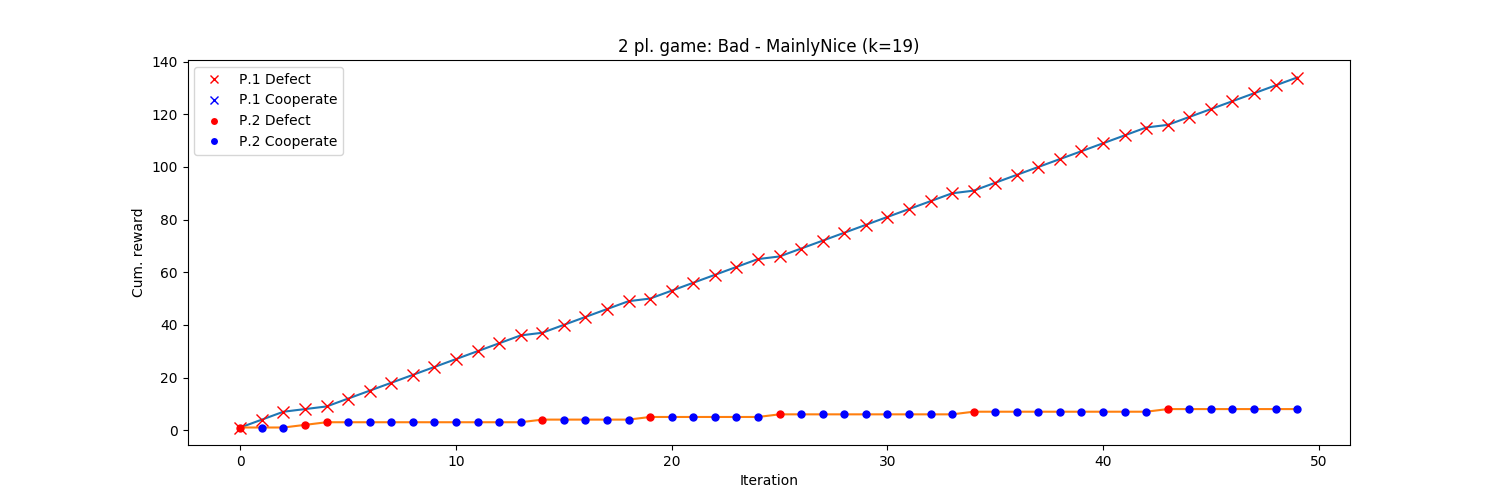 2 pl. game: Bad - MainlyNice (k=19)
140
120
100
80
60
40
20
0
Cum. reward
P.1 Defect
P.1 Cooperate
P.2 Defect
P.2 Cooperate
0 10 20 30 40 50
Iteration